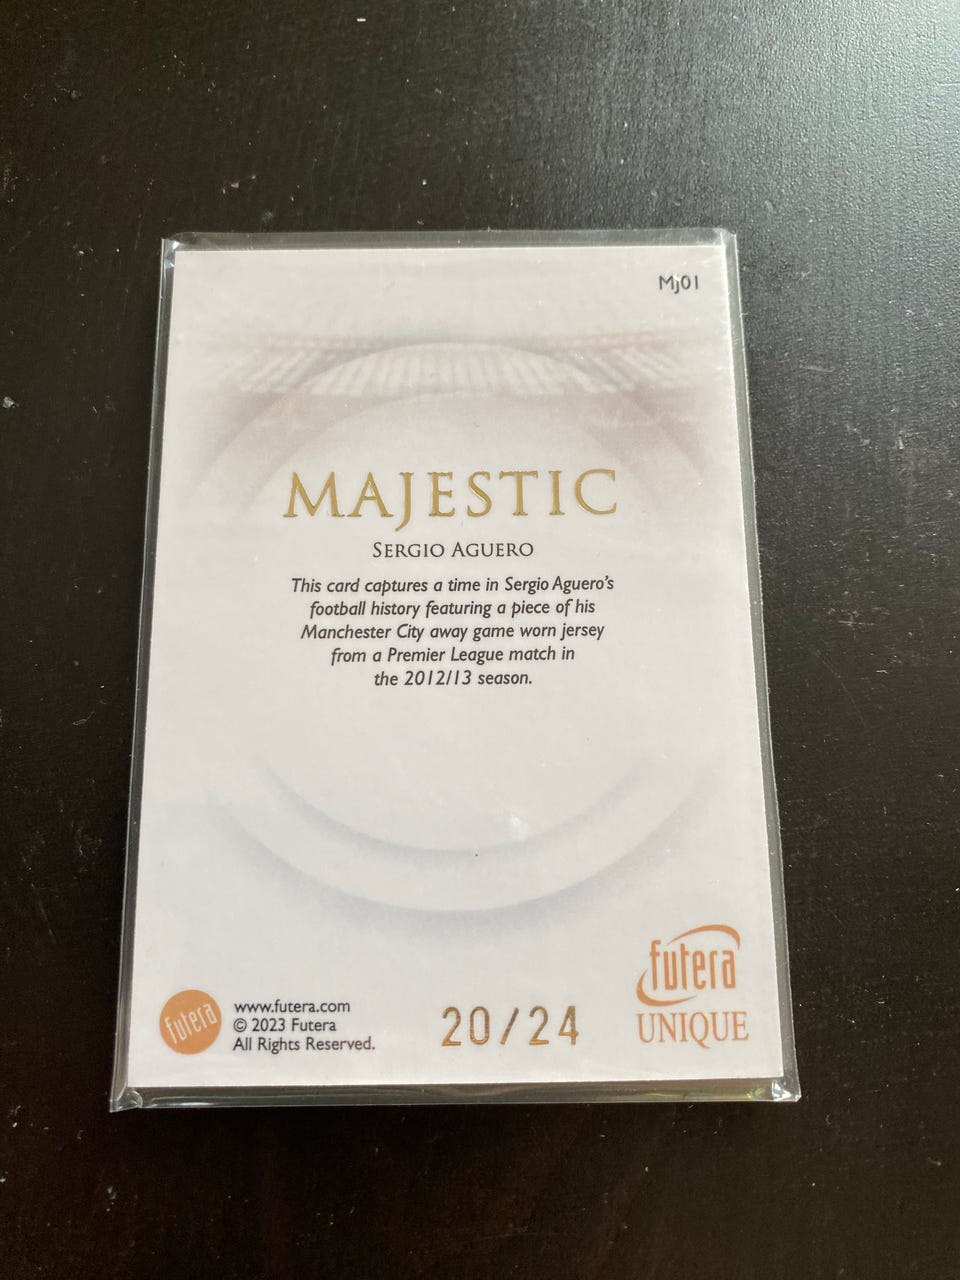 Mj01
MAJESTIC
SERGIO AGUERO
This card captures a time in Sergio Aguero's
football history featuring a piece of his
Manchester City away game worn jersey
from a Premier League match in
the 2012/13 season.
futera
UNIQUE
futera
www.futera.com
© 2023 Futera
All Rights Reserved.
20/24